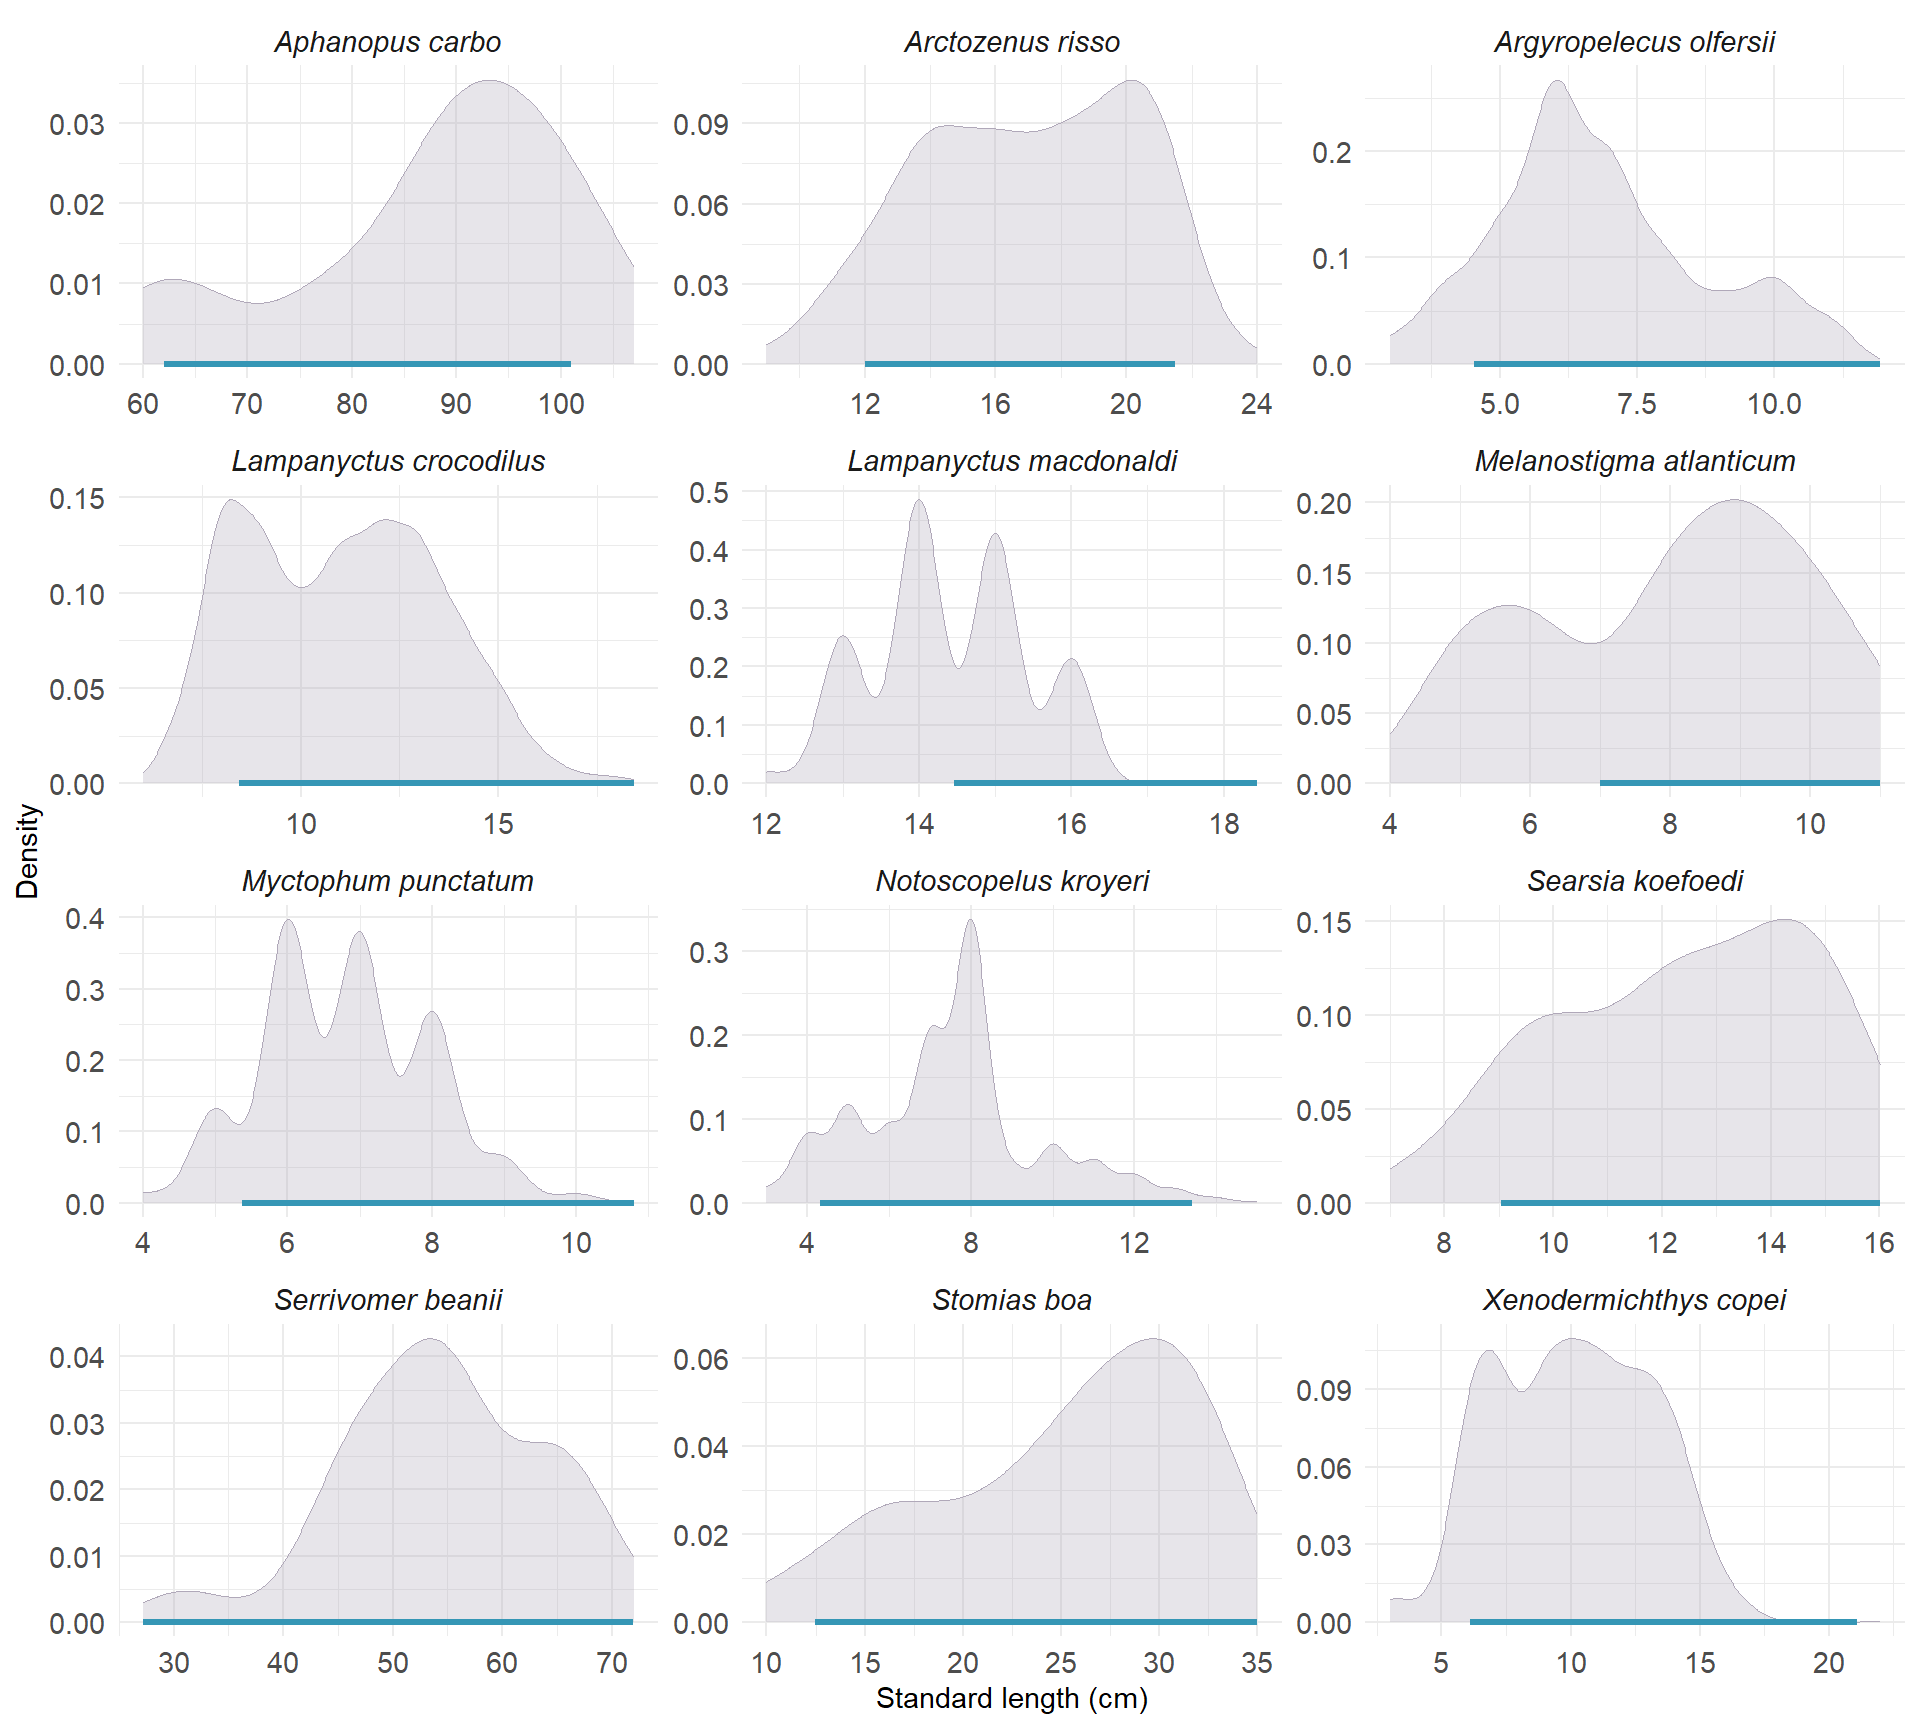 Aphanopus carbo
Arctozenus risso
Argyropelecus olfersii
0.03
0.02
0.01
0.00
60 70 80 90 100
0.09
0.06
0.03
0.00
12 16 20 24
0.2
0.1
0.0
5.0 7.5 10.0
Lampanyctus crocodilus
Lampanyctus macdonaldi
Melanostigma atlanticum
0.15
0.10
0.05
0.00
10 15
0.5
0.4
0.3
0.2
0.1
0.0
12 14 16 18
0.20
0.15
0.10
0.05
0.00
4 6 8 10
Density
Myctophum punctatum
Notoscopelus kroyeri
Searsia koefoedi
0.4
0.3
0.2
0.1
0.0
4 6 8 10
0.3
0.2
0.1
0.0
4 8 12
0.15
0.10
0.05
0.00
8 10 12 14 16
Serrivomer beanii
Stomias boa
Xenodermichthys copei
0.04
0.03
0.02
0.01
0.00
30 40 50 60 70
0.06
0.04
0.02
0.00
10 15 20 25 30 35
0.09
0.06
0.03
0.00
5 10 15 20
Standard length (cm)